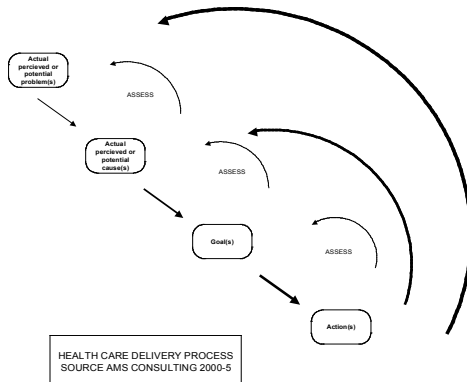 Actual
percieved or
potential
problem(s)
ASSESS
Actual
percieved or
potential
cause(s)
ASSESS
Goal(s)
ASSESS
Action(s)
HEALTH CARE DELIVERY PROCESS
SOURCE AMS CONSULTING 2000-5